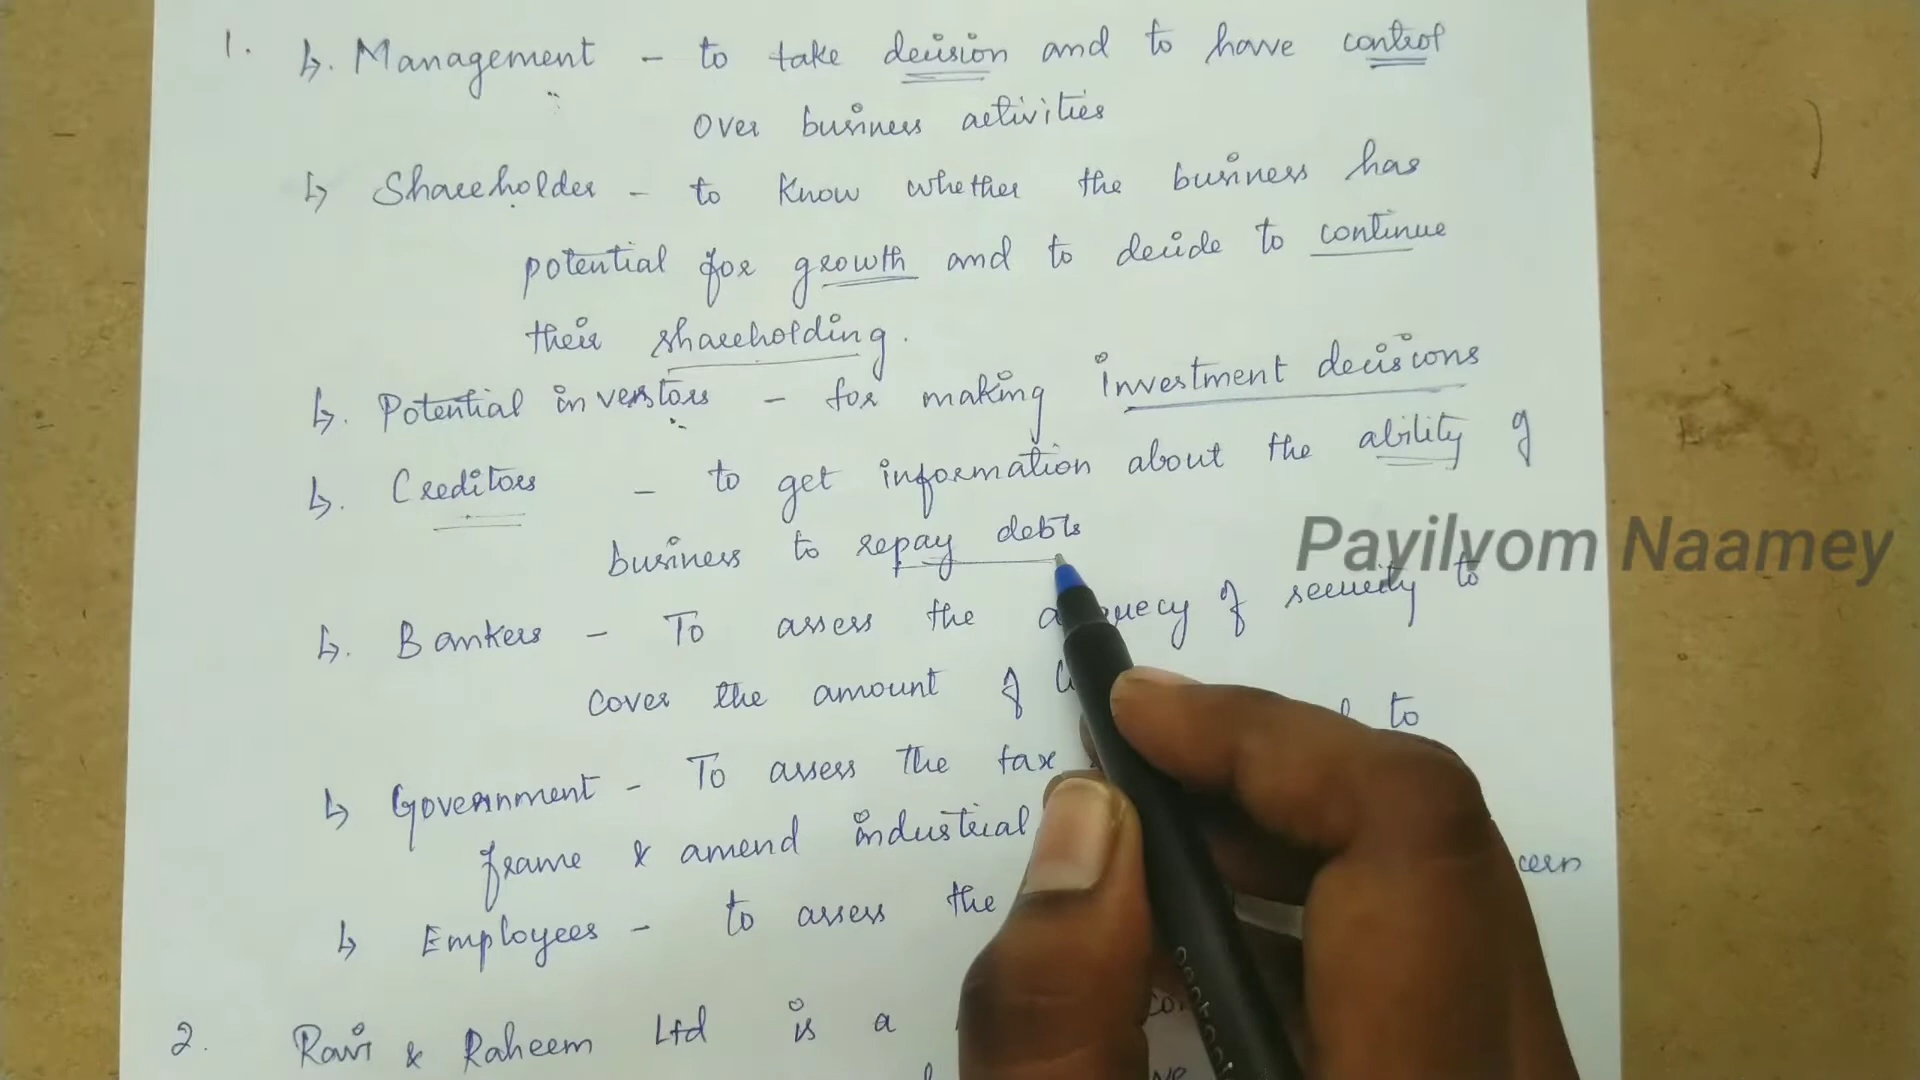 1. ↳. Management - to take decision and to have control
over business activities
↳ Shareholder - to know whether the business has
potential for growth and to decide to continue
their shareholding.
↳. Potential investors - for making investment decisions
↳. Creditors - to get information about the ability of
business to repay debts
Payilvom Naamey
↳. Bankers - To assess the of security to
cover the amount of to
↳ Government - To assess the tax
frame & amend industrial
cern
↳ Employees - to assess the
2. Ravi & Raheem Ltd is a